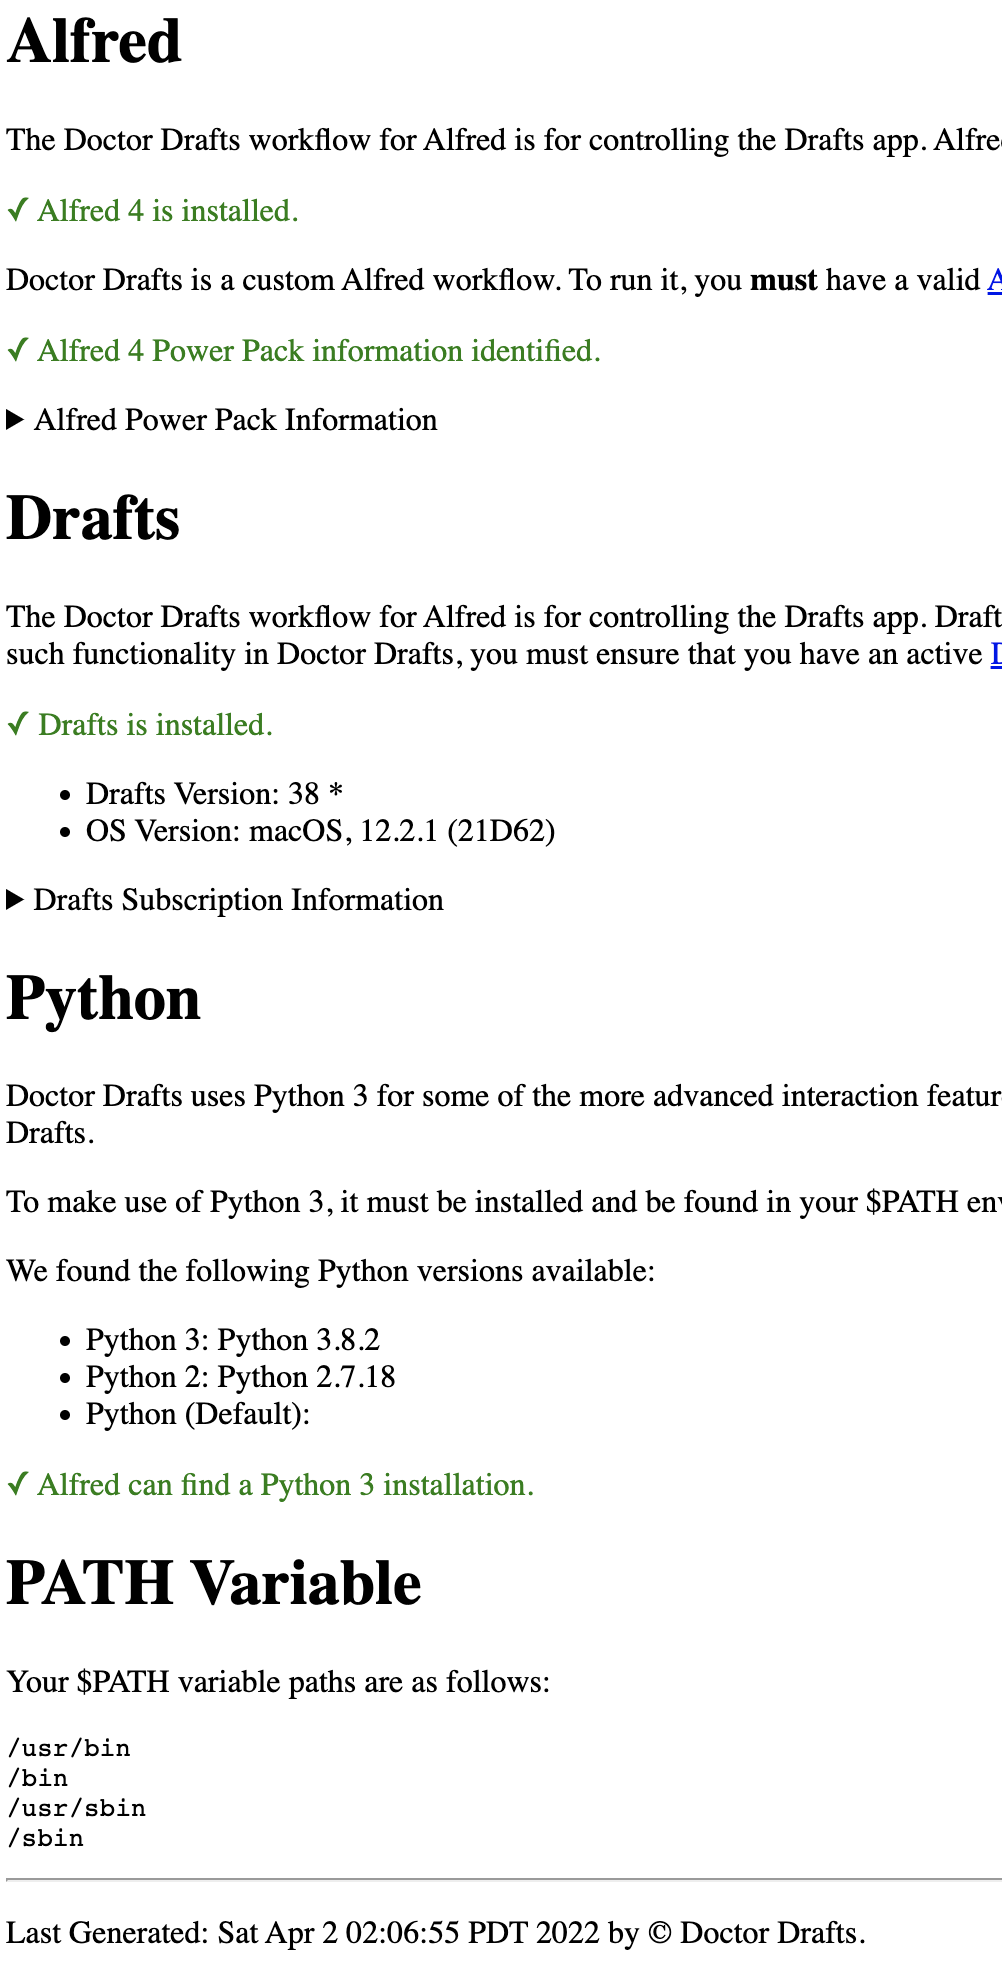 Alfred
The Doctor Drafts workflow for Alfred is for controlling the Drafts app. Alfre
✓ Alfred 4 is installed.
Doctor Drafts is a custom Alfred workflow. To run it, you must have a valid A
✓ Alfred 4 Power Pack information identified.
▶ Alfred Power Pack Information
Drafts
The Doctor Drafts workflow for Alfred is for controlling the Drafts app. Draft
such functionality in Doctor Drafts, you must ensure that you have an active D
✓ Drafts is installed.
• Drafts Version: 38 *
• OS Version: macOS, 12.2.1 (21D62)
▶ Drafts Subscription Information
Python
Doctor Drafts uses Python 3 for some of the more advanced interaction featur
Drafts.
To make use of Python 3, it must be installed and be found in your $PATH env
We found the following Python versions available:
• Python 3: Python 3.8.2
• Python 2: Python 2.7.18
• Python (Default):
✓ Alfred can find a Python 3 installation.
PATH Variable
Your $PATH variable paths are as follows:
/usr/bin
/bin
/usr/sbin
/sbin
Last Generated: Sat Apr 2 02:06:55 PDT 2022 by © Doctor Drafts.